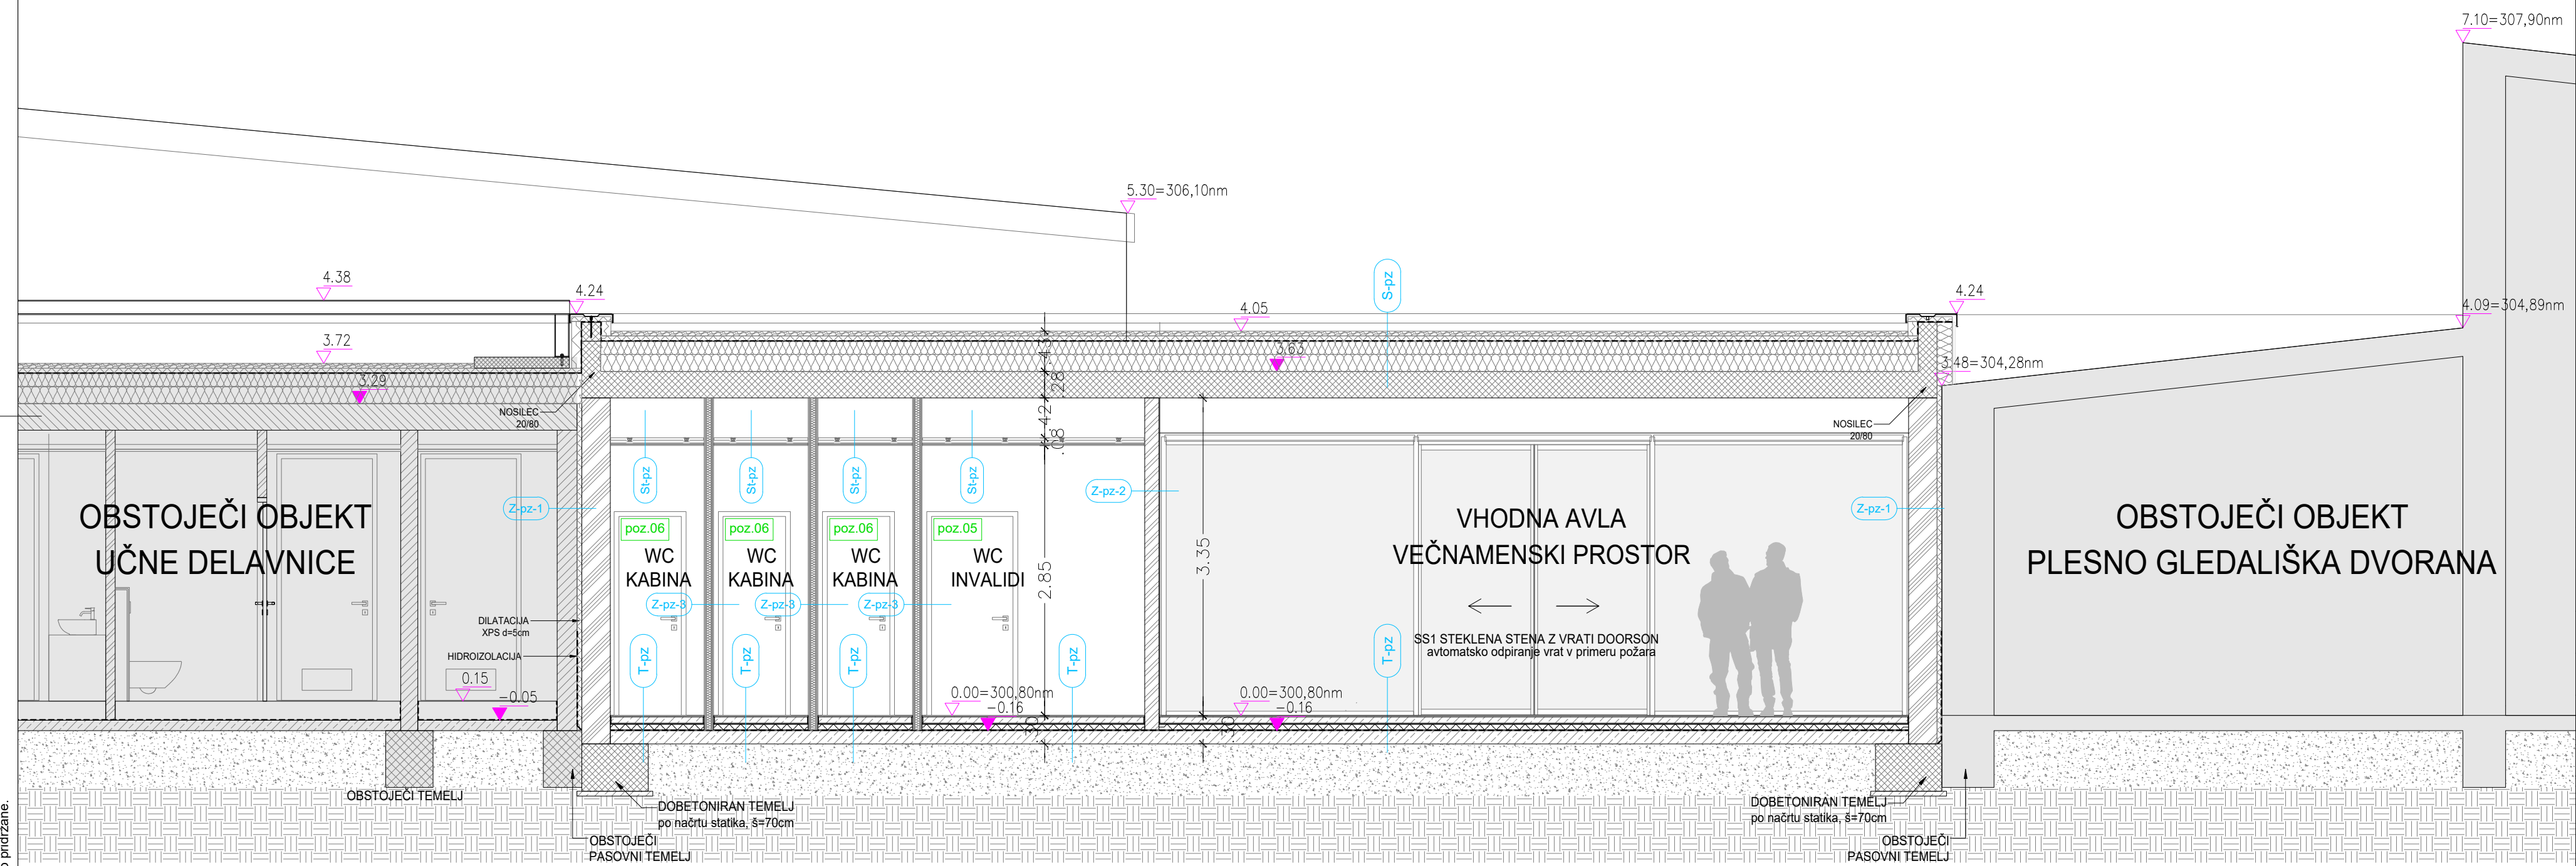 7.10=307,90nm
5.30=306,10nm
4.38
4.24
4.05
S-pz
4.24
4.09=304,89nm
3.72
3.63
3.48=304,28nm
3.29
.28
NOSILEC
20/80
.42
.08
NOSILEC
20/80
St-pz
St-pz
St-pz
St-pz
Z-pz-1
Z-pz-2
Z-pz-1
OBSTOJEČI OBJEKT
UČNE DELAVNICE
poz.06
poz.06
poz.06
poz.05
WC
KABINA
WC
KABINA
WC
KABINA
WC
INVALIDI
2.85
3.35
VHODNA AVLA
VEČNAMENSKI PROSTOR
OBSTOJEČI OBJEKT
PLESNO GLEDALIŠKA DVORANA
Z-pz-3
Z-pz-3
Z-pz-3
DILATACIJA
XPS d=5cm
HIDROIZOLACIJA
SS1 STEKLENA STENA Z VRATI DOORSON
avtomatsko odpiranje vrat v primeru požara
T-pz
T-pz
T-pz
T-pz
T-pz
0.15
-0.05
0.00=300,80nm
-0.16
0.00=300,80nm
-0.16
.30
.30
OBSTOJEČI TEMELJ
DOBETONIRAN TEMELJ
po načrtu statika, š=70cm
DOBETONIRAN TEMELJ
po načrtu statika, š=70cm
OBSTOJEČI
PASOVNI TEMELJ
OBSTOJEČI
PASOVNI TEMELJ
pridržane.